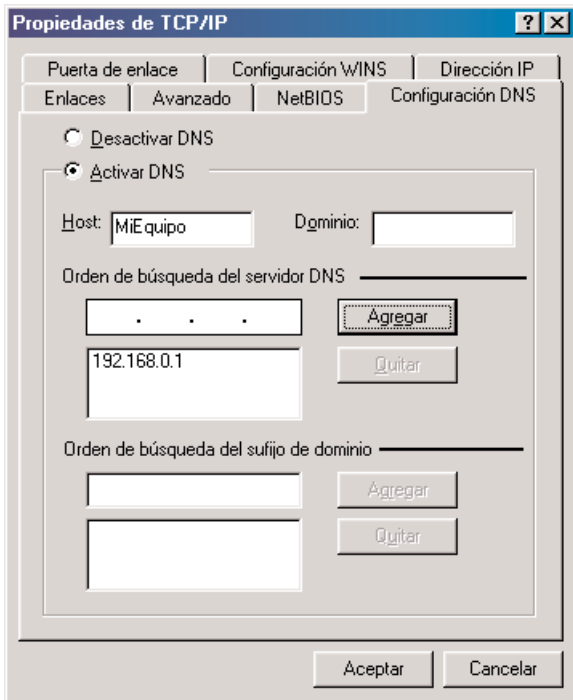 Propiedades de TCP/IP
Puerta de enlace Configuración WINS Dirección IP
Enlaces Avanzado NetBIOS Configuración DNS
Desactivar DNS
Activar DNS
Host: MiEquipo Dominio:
Orden de búsqueda del servidor DNS
. . . Agregar
192.168.0.1 Quitar
Orden de búsqueda del sufijo de dominio
Agregar
Quitar
Aceptar Cancelar